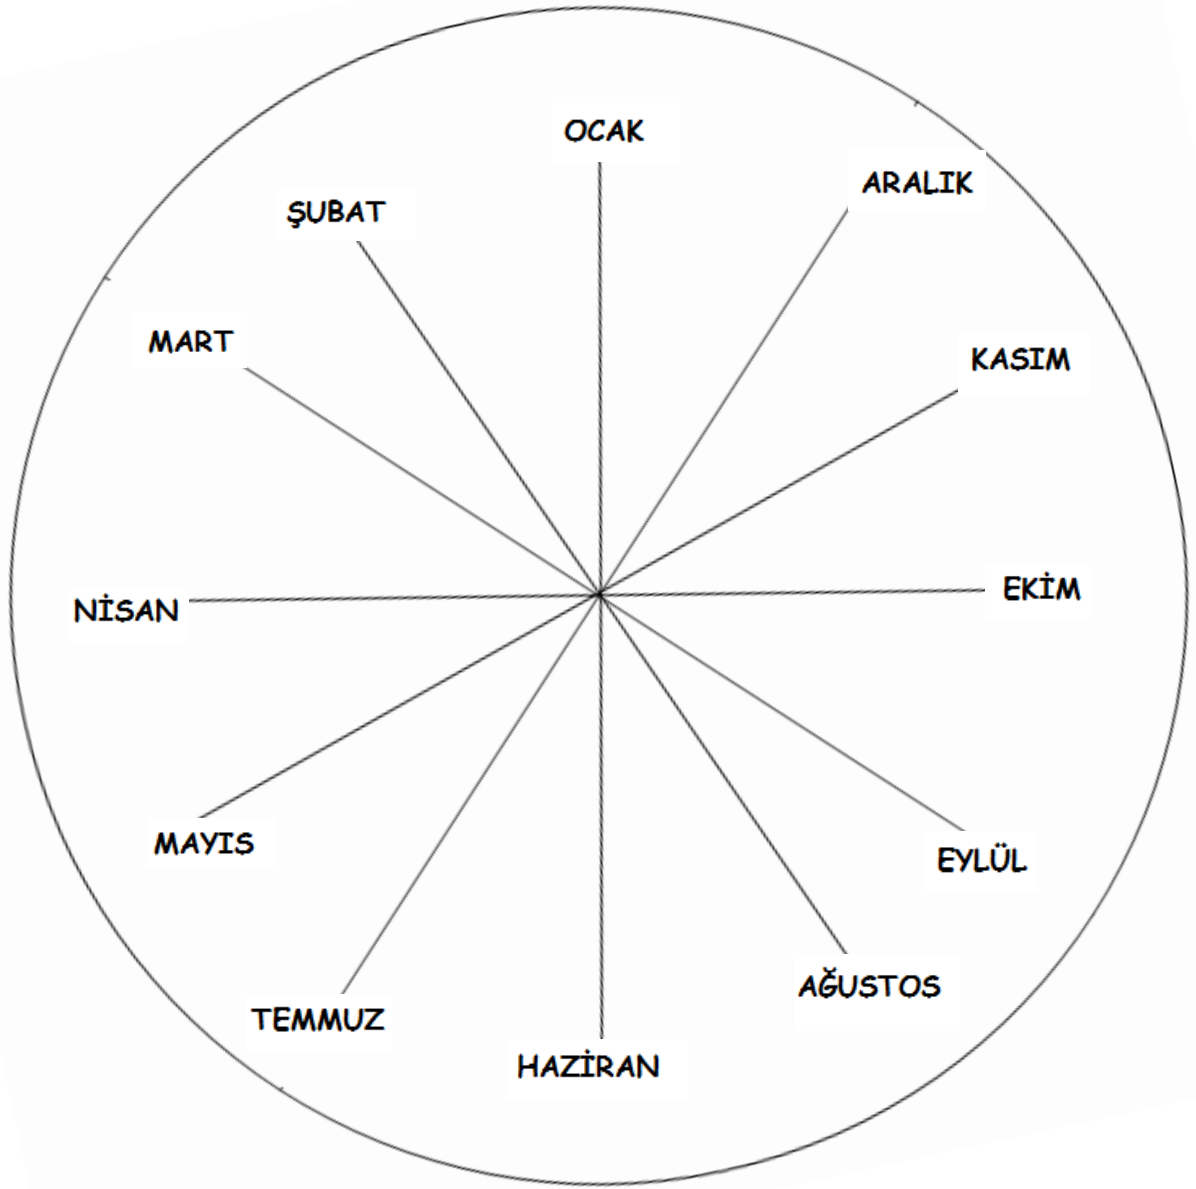 OCAK
ARALIK
ŞUBAT
MART
KASIM
EKİM
NİSAN
MAYIS
EYLÜL
AĞUSTOS
TEMMUZ
HAZİRAN